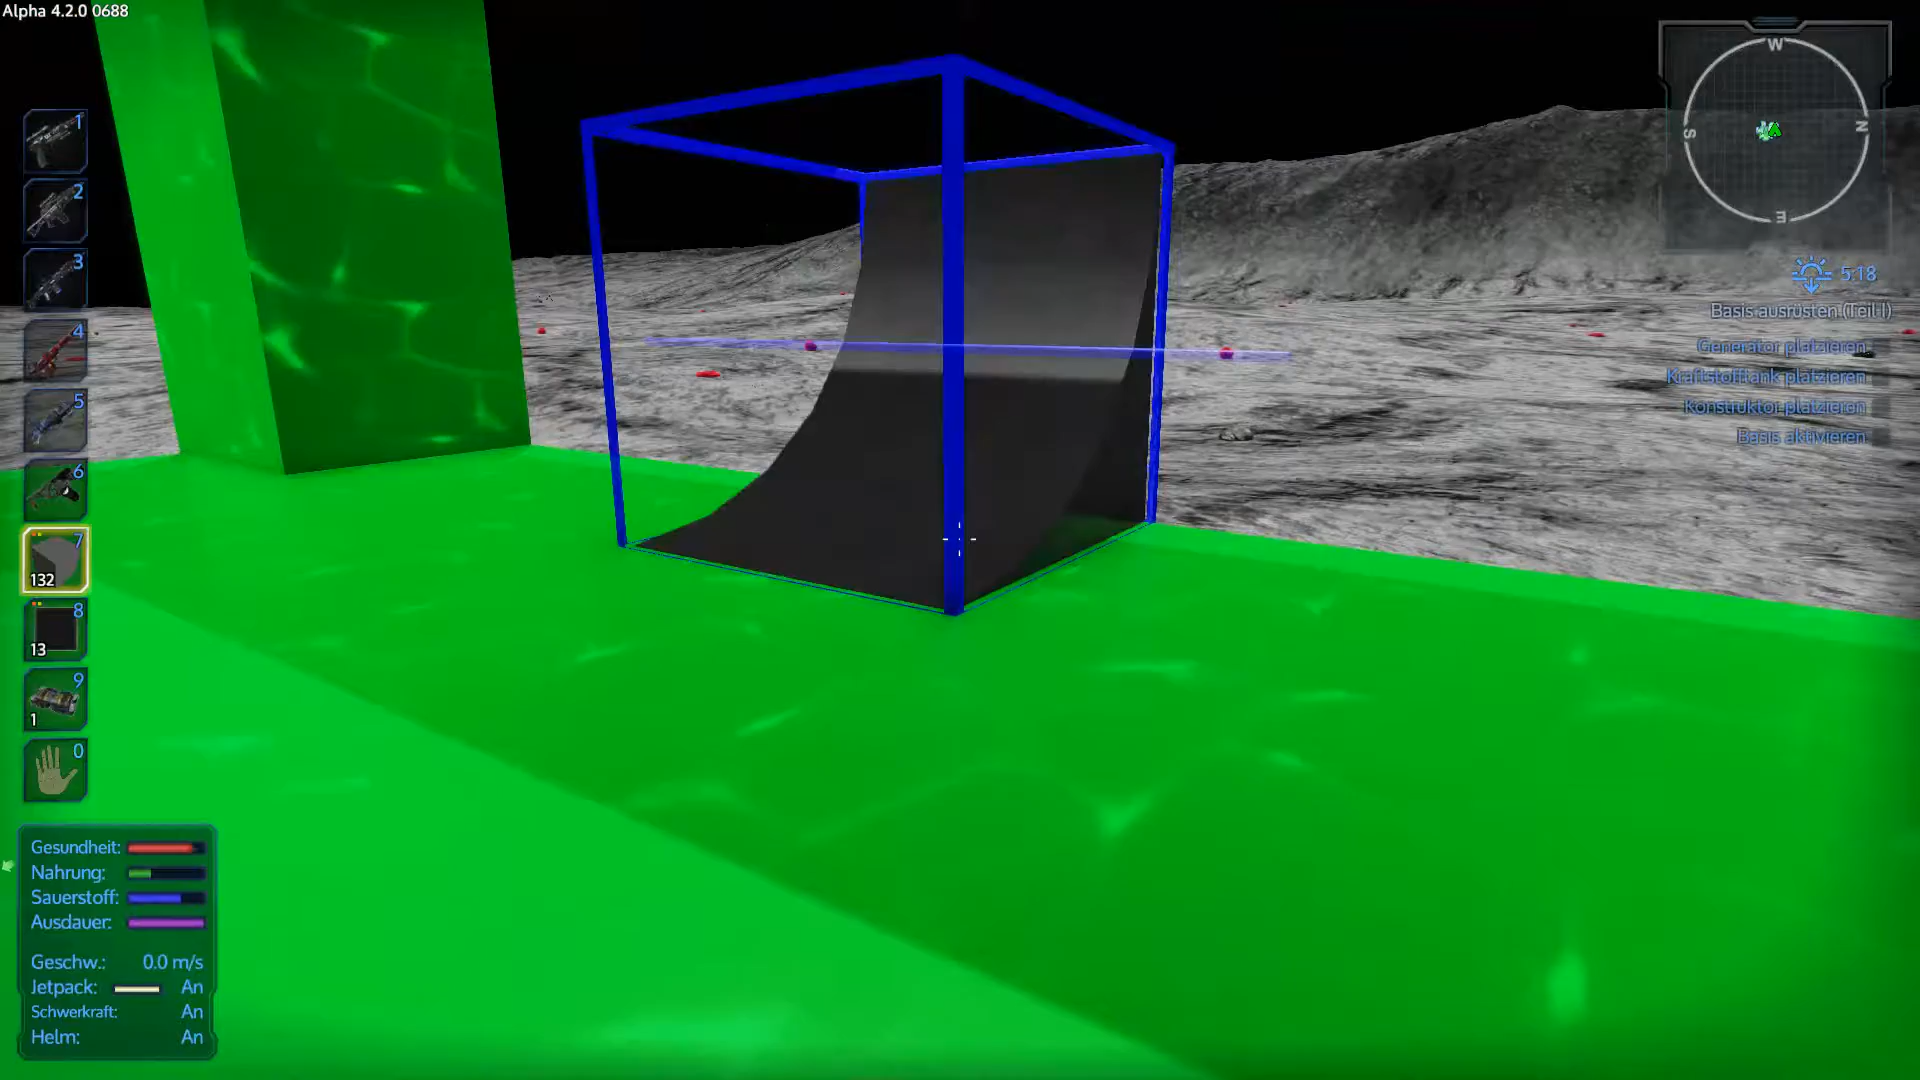 Alpha 4.2.0 0688
W
S
N
E
5:18
Basis ausrüsten (Teil I)
Generator platzieren
Kraftstofftank platzieren
Konstruktor platzieren
Basis aktivieren
1
2
3
4
5
6
7
132
8
13
9
1
0
Gesundheit:
Nahrung:
Sauerstoff:
Ausdauer:
Geschw.: 0.0 m/s
Jetpack: An
Schwerkraft: An
Helm: An